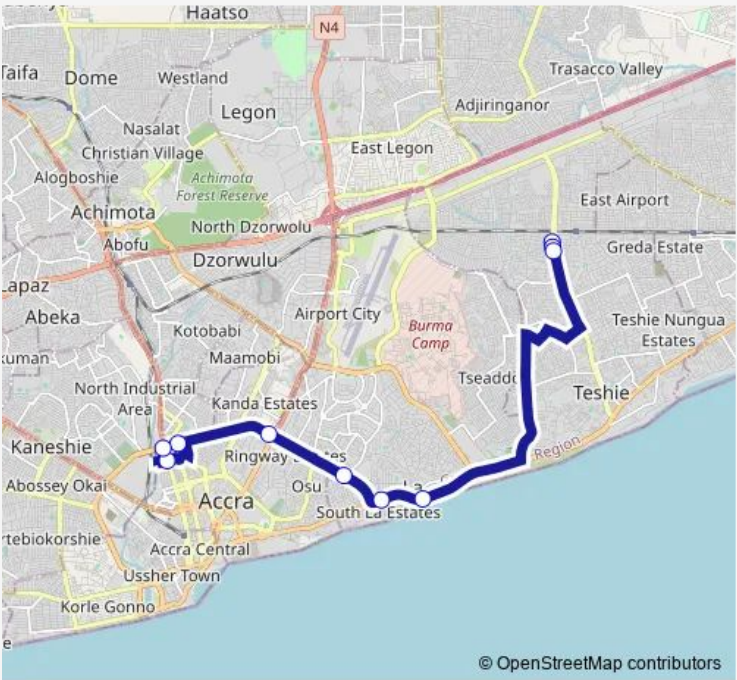 Haatso
N4
Taifa
Dome
Westland
Trasacco Valley
Legon
Adjiringanor
Nasalat
Christian Village
East Legon
Alogboshie
Achimota
Forest Reserve
East Airport
Achimota
North Dzorwolu
Abofu
Greda Estate
Dzorwulu
Lapaz
Airport City
Abeka
Burma
Camp
Teshie Nungua
Estates
Kotobabi
kuman
Maamobi
Tseaddo
North Industrial
Area
Teshie
Kanda Estates
Kaneshie
Region
Ringway Estates
Abossey Okai
Osu
La
Accra
South La Estates
rtebiokorshie
Accra Central
Ussher Town
Korle Gonno
e
© OpenStreetMap contributors